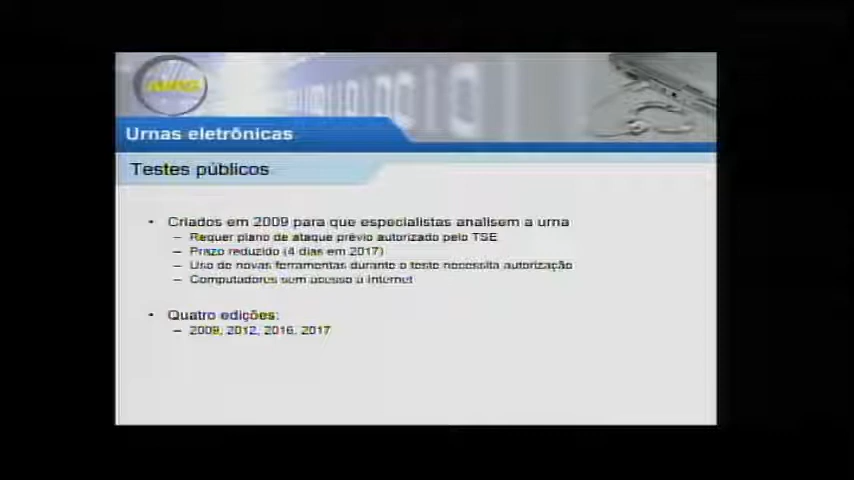 Urnas eletrônicas
Testes públicos
• Criados em 2009 para que especialistas analisem a urna
– Requer plano de ataque prévio autorizado pelo TSE
– Prazo reduzido (4 dias em 2017)
– Uso de novas ferramentas durante o teste necessita autorização
– Computadores sem acesso a Internet
• Quatro edições:
– 2009, 2012, 2016, 2017